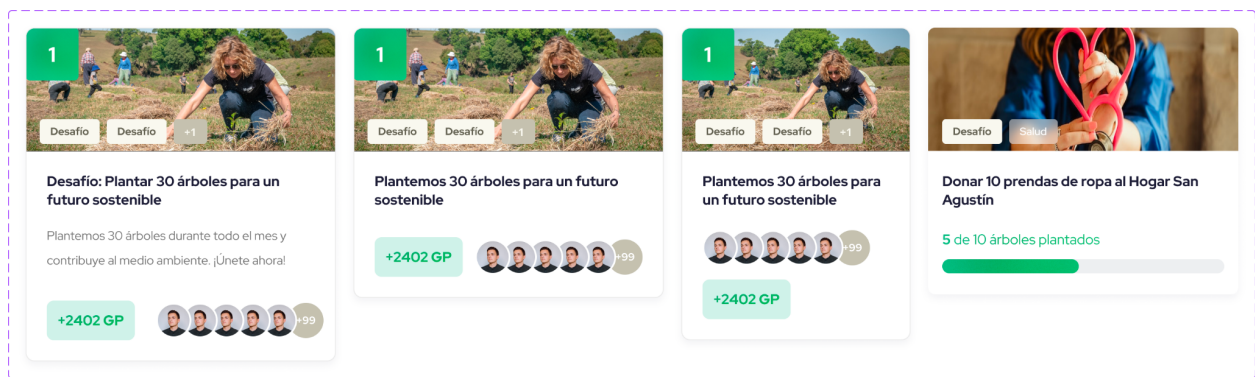 1
Desafío
Desafío
+1
Desafío: Plantar 30 árboles para un
futuro sostenible
Plantemos 30 árboles durante todo el mes y
contribuye al medio ambiente. ¡Únete ahora!
+2402 GP
+99
1
Desafío
Desafío
+1
Plantemos 30 árboles para un futuro
sostenible
+2402 GP
+99
1
Desafío
Desafío
+1
Plantemos 30 árboles para
un futuro sostenible
+99
+2402 GP
Desafío
Salud
Donar 10 prendas de ropa al Hogar San
Agustín
5 de 10 árboles plantados